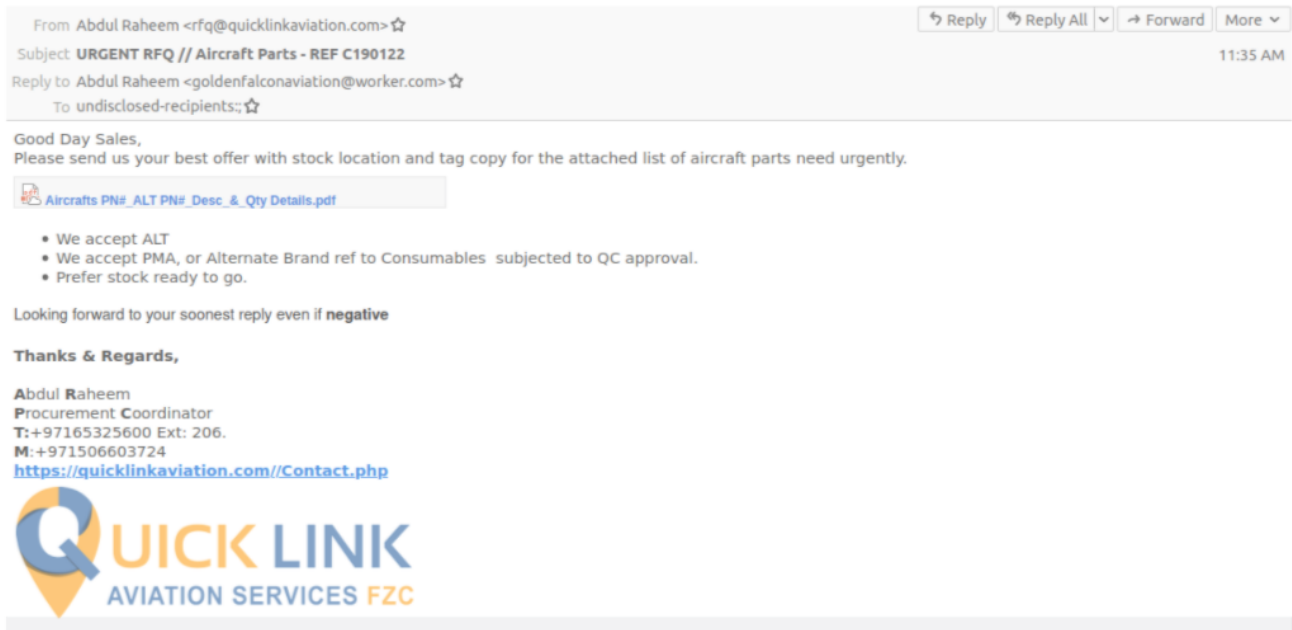 From Abdul Raheem <rfq@quicklinkaviation.com>
Reply Reply All Forward More
Subject URGENT RFQ // Aircraft Parts - REF C190122
11:35 AM
Reply to Abdul Raheem <goldenfalconaviation@worker.com>
To undisclosed-recipients:;
Good Day Sales,
Please send us your best offer with stock location and tag copy for the attached list of aircraft parts need urgently.
Aircrafts PN#_ALT PN#_Desc_&_Qty Details.pdf
• We accept ALT
• We accept PMA, or Alternate Brand ref to Consumables subjected to QC approval.
• Prefer stock ready to go.
Looking forward to your soonest reply even if negative
Thanks & Regards,
Abdul Raheem
Procurement Coordinator
T:+97165325600 Ext: 206.
M:+971506603724
https://quicklinkaviation.com//Contact.php
QUICK LINK
AVIATION SERVICES FZC